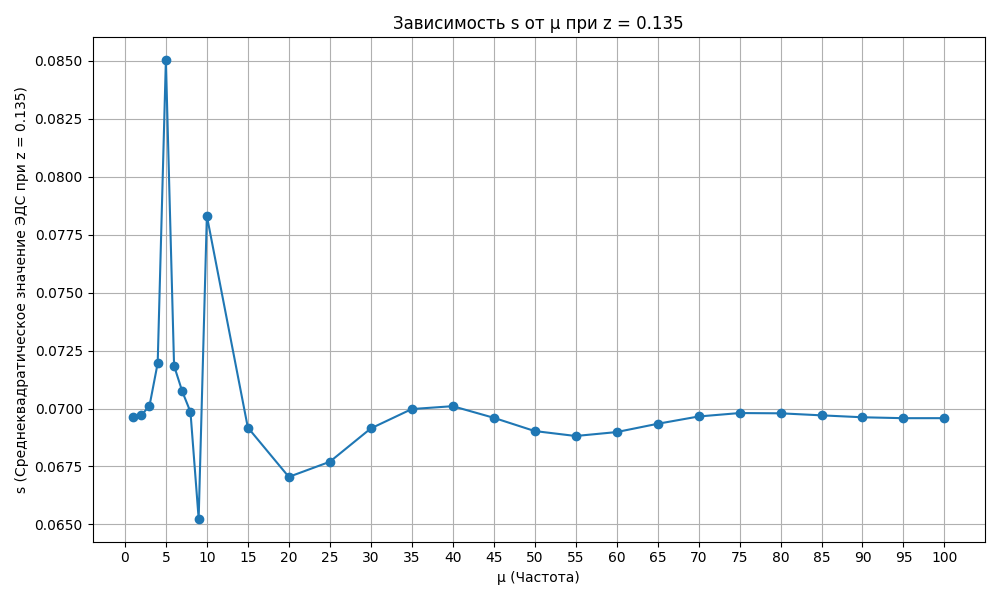 Зависимость s от μ при z = 0.135
s (Среднеквадратическое значение ЭДС при z = 0.135)
0.0850
0.0825
0.0800
0.0775
0.0750
0.0725
0.0700
0.0675
0.0650
0 5 10 15 20 25 30 35 40 45 50 55 60 65 70 75 80 85 90 95 100
μ (Частота)